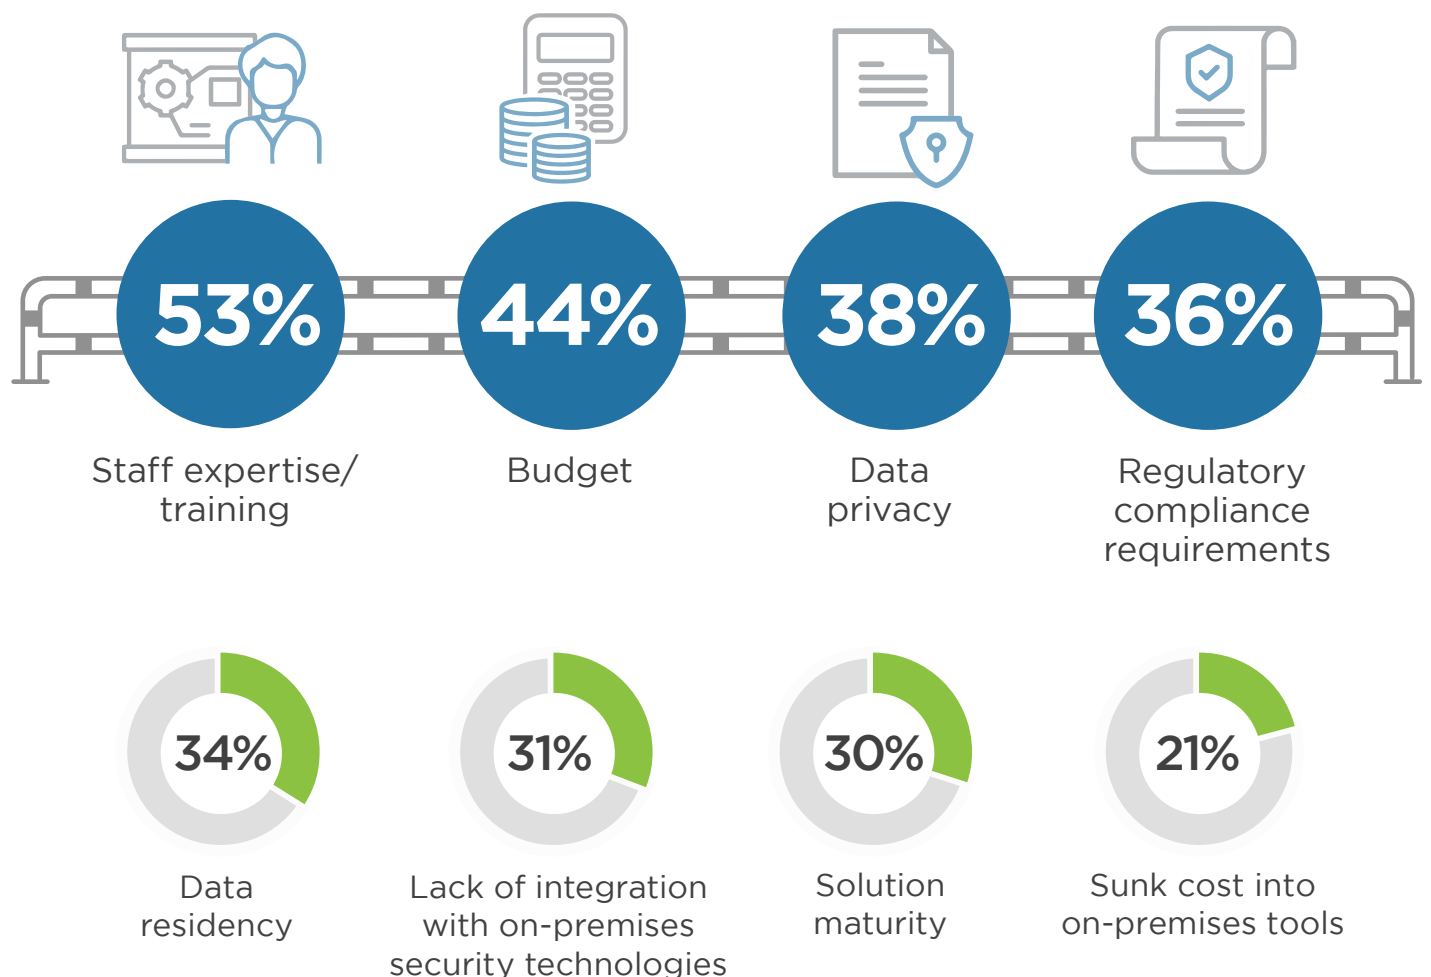 53%
44%
38%
36%
Staff expertise/
training
Budget
Data
privacy
Regulatory
compliance
requirements
34%
31%
30%
21%
Data
residency
Lack of integration
with on-premises
security technologies
Solution
maturity
Sunk cost into
on-premises tools